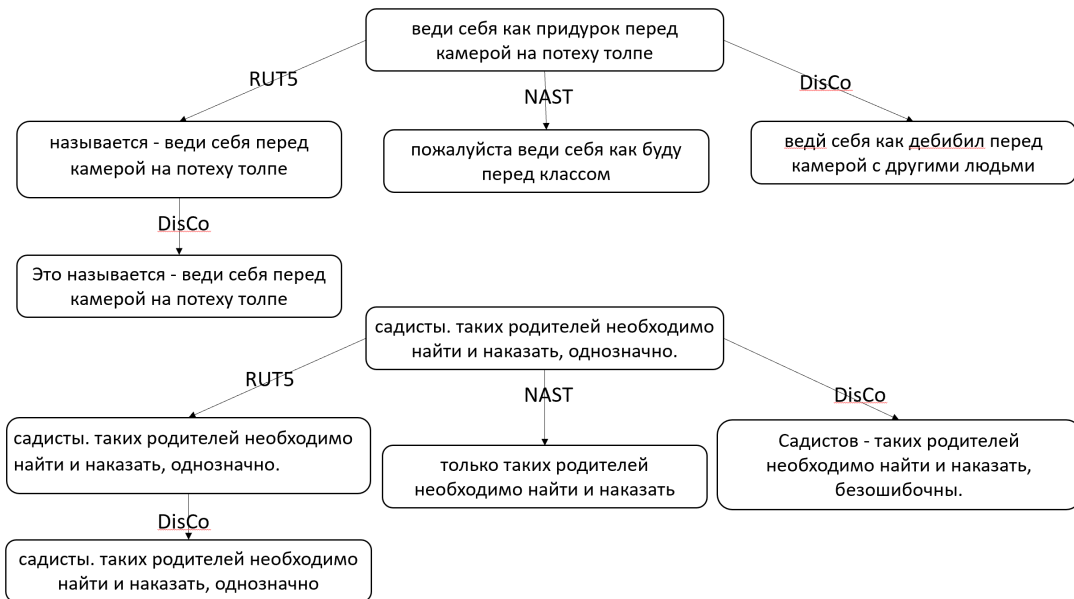 веди себя как придурок перед
камерой на потеху толпе
RUT5
NAST
DisCo
называется - веди себя перед
камерой на потеху толпе
пожалуйста веди себя как буду
перед классом
ведй себя как дебибил перед
камерой с другими людьми
DisCo
Это называется - веди себя перед
камерой на потеху толпе
садисты. таких родителей необходимо
найти и наказать, однозначно.
RUT5
NAST
DisCo
садисты. таких родителей необходимо
найти и наказать, однозначно.
только таких родителей
необходимо найти и наказать
Садистов - таких родителей
необходимо найти и наказать,
безошибочны.
DisCo
садисты. таких родителей необходимо
найти и наказать, однозначно